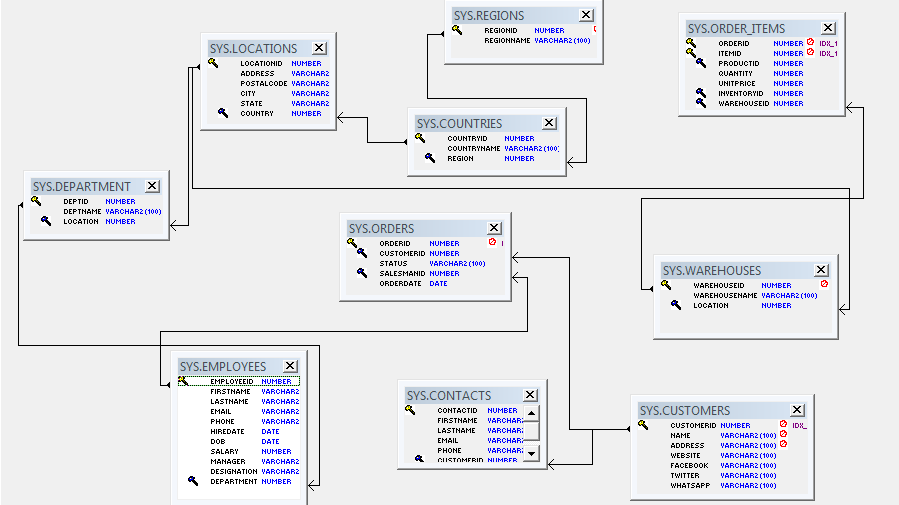 SYS.REGIONS
REGIONID NUMBER
REGIONNAME VARCHAR2 (100)
SYS.ORDER_ITEMS
ORDERID NUMBER IDX_1
ITEMID NUMBER IDX_1
PRODUCTID NUMBER
QUANTITY NUMBER
UNITPRICE NUMBER
INVENTORYID NUMBER
WAREHOUSEID NUMBER
SYS.LOCATIONS
LOCATIONID NUMBER
ADDRESS VARCHAR2
POSTALCODE VARCHAR2
CITY VARCHAR2
STATE VARCHAR2
COUNTRY NUMBER
SYS.COUNTRIES
COUNTRYID NUMBER
COUNTRYNAME VARCHAR2 (100)
REGION NUMBER
SYS.DEPARTMENT
DEPTID NUMBER
DEPTNAME VARCHAR2 (100)
LOCATION NUMBER
SYS.ORDERS
ORDERID NUMBER
CUSTOMERID NUMBER
STATUS VARCHAR2 (100)
SALESMANID NUMBER
ORDERDATE DATE
SYS.WAREHOUSES
WAREHOUSEID NUMBER
WAREHOUSENAME VARCHAR2 (100)
LOCATION NUMBER
SYS.EMPLOYEES
EMPLOYEEID NUMBER
FIRSTNAME VARCHAR2
LASTNAME VARCHAR2
EMAIL VARCHAR2
PHONE VARCHAR2
HIREDATE DATE
DOB DATE
SALARY NUMBER
MANAGER VARCHAR2
DESIGNATION VARCHAR2
DEPARTMENT NUMBER
SYS.CONTACTS
CONTACTID NUMBER
FIRSTNAME VARCHAR2
LASTNAME VARCHAR2
EMAIL VARCHAR2
PHONE VARCHAR2
CUSTOMERID NUMBER
SYS.CUSTOMERS
CUSTOMERID NUMBER IDX_
NAME VARCHAR2 (100)
ADDRESS VARCHAR2 (100)
WEBSITE VARCHAR2 (100)
FACEBOOK VARCHAR2 (100)
TWITTER VARCHAR2 (100)
WHATSAPP VARCHAR2 (100)